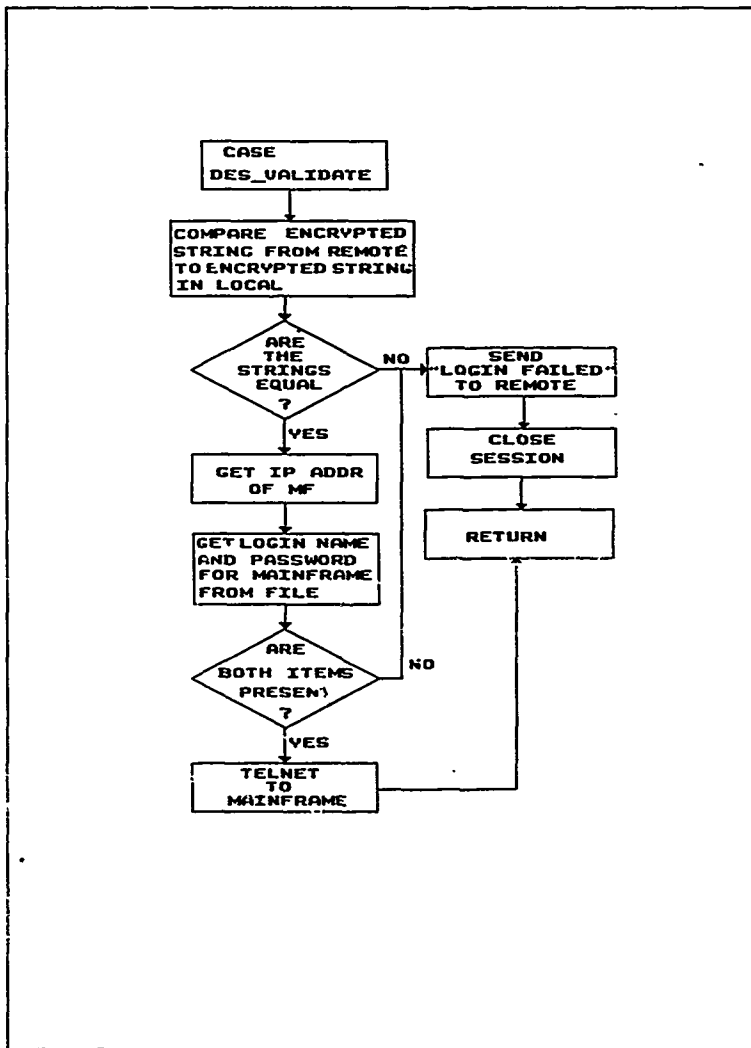 CASE
DES_VALIDATE
COMPARE ENCRYPTED
STRING FROM REMOTE
TO ENCRYPTED STRING
IN LOCAL
ARE
THE
STRINGS
EQUAL
?
NO
SEND
"LOGIN FAILED"
TO REMOTE
YES
CLOSE
SESSION
GET IP ADDR
OF MF
RETURN
GET LOGIN NAME
AND PASSWORD
FOR MAINFRAME
FROM FILE
ARE
BOTH ITEMS
PRESENT
?
NO
YES
TELNET
TO
MAINFRAME